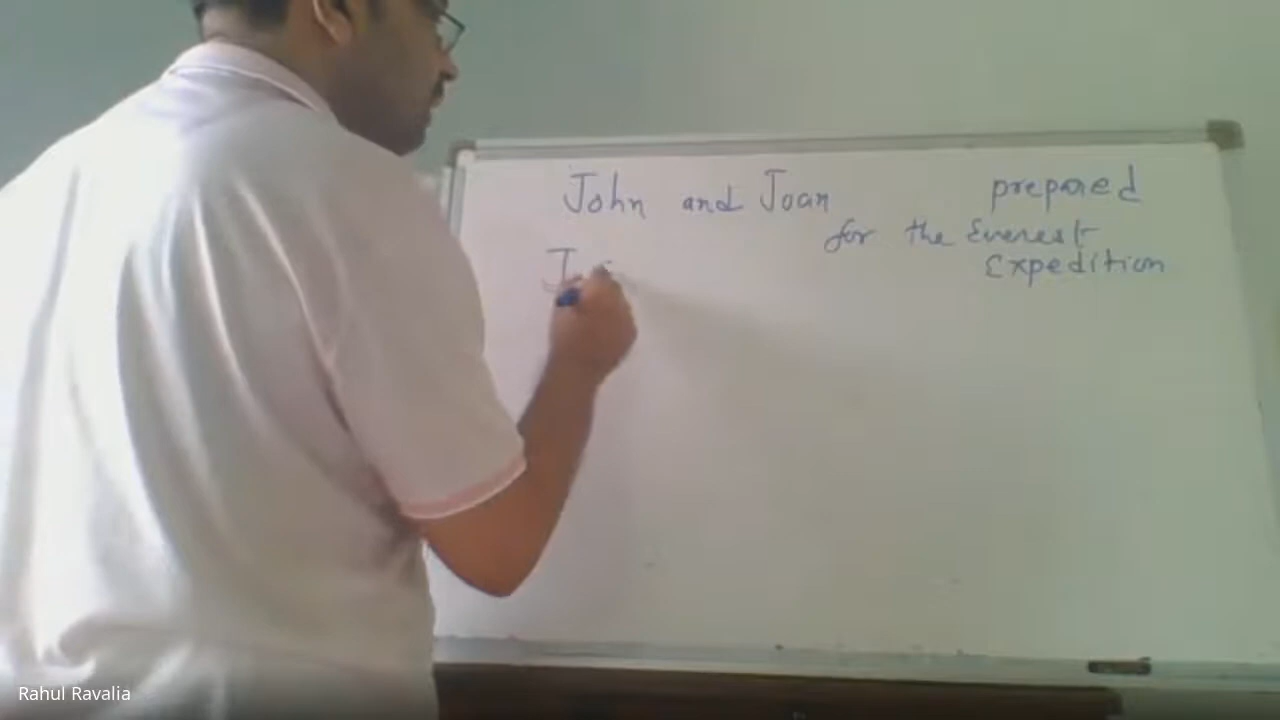 John and Joan prepared
for the Everest
Expedition
Rahul Ravalia